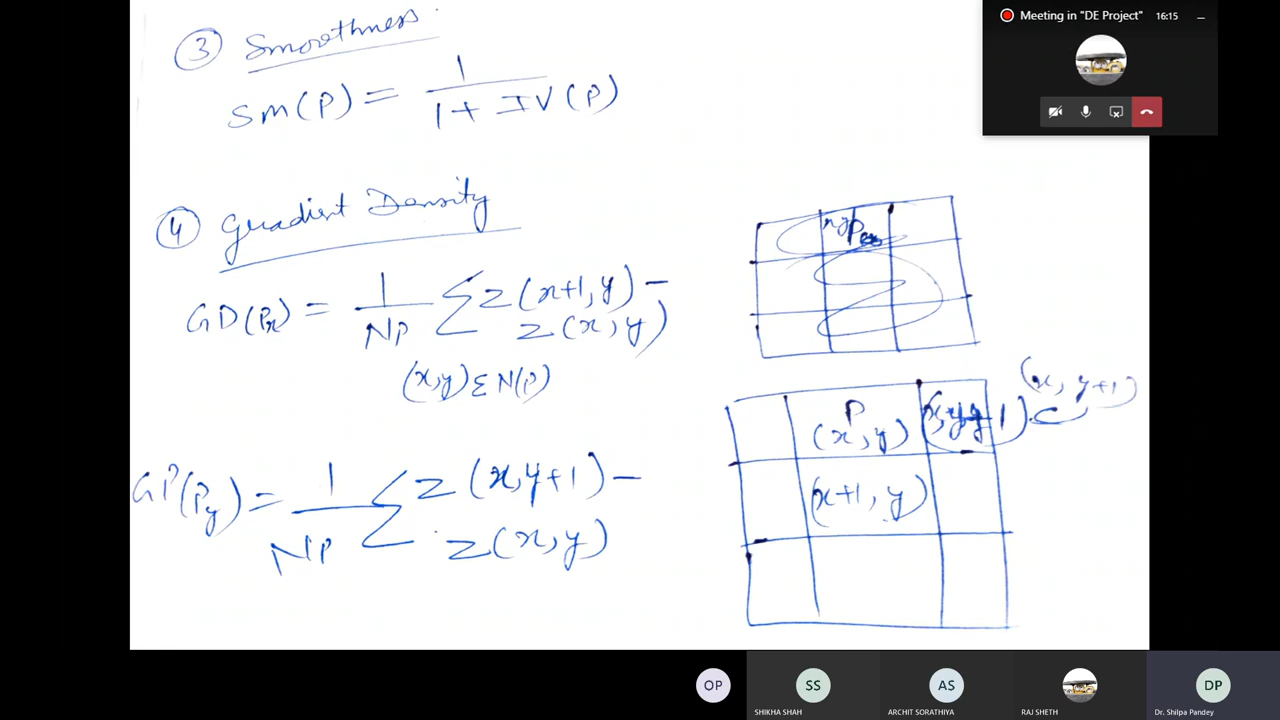 ③ Smoothness
SM(P) = 1 / 1 + IV(P)
④ Gradient Density
GD(Px) = 1 / NP Σ Z(x+1, y) -
Z(x, y)
(x,y) Σ N(P)
GP(Py) = 1 / NP Σ Z(x,y+1) -
Z(x, y)
(x, y+1)
P
(x, y)
(x+1, y)
Meeting in "DE Project" 16:15
OP
SS
AS
DP
SHIKHA SHAH
ARCHIT SORATHIYA
RAJ SHETH
Dr. Shilpa Pandey